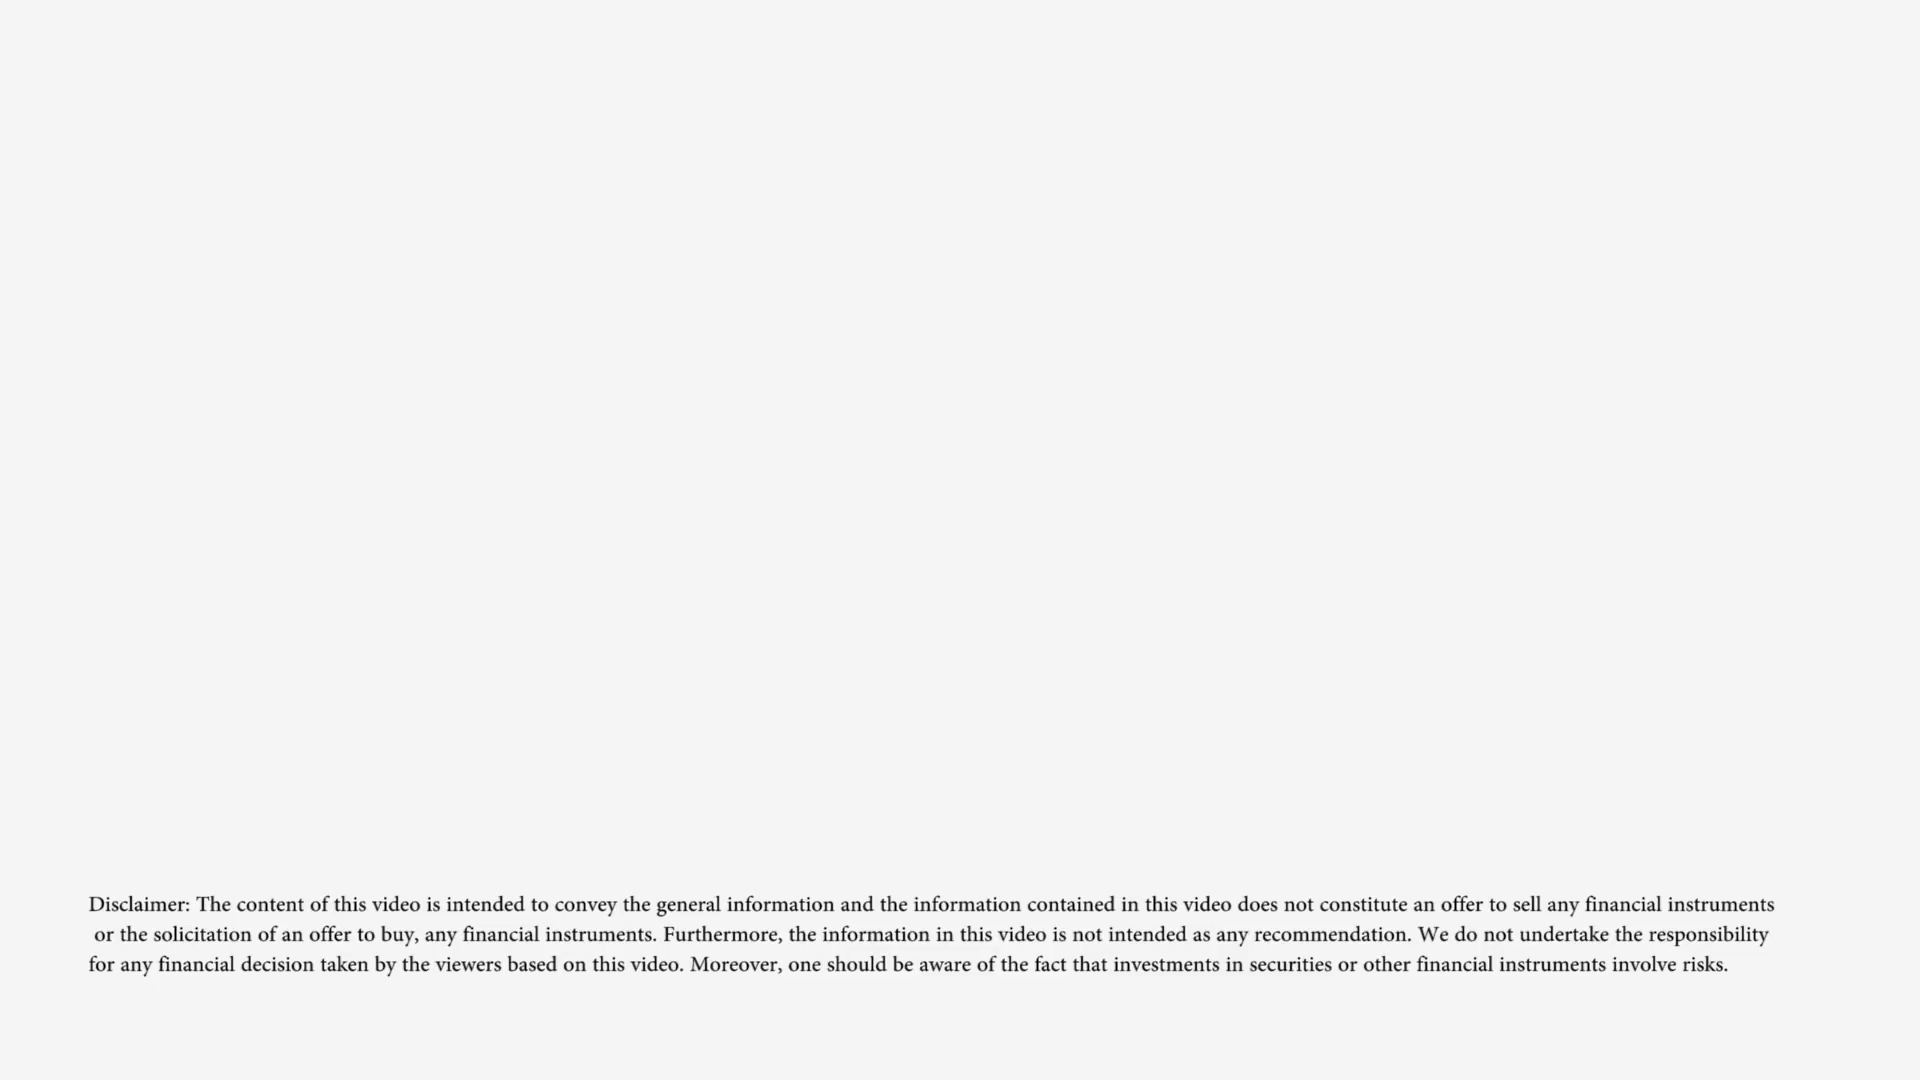 Disclaimer: The content of this video is intended to convey the general information and the information contained in this video does not constitute an offer to sell any financial instruments
or the solicitation of an offer to buy, any financial instruments. Furthermore, the information in this video is not intended as any recommendation. We do not undertake the responsibility
for any financial decision taken by the viewers based on this video. Moreover, one should be aware of the fact that investments in securities or other financial instruments involve risks.